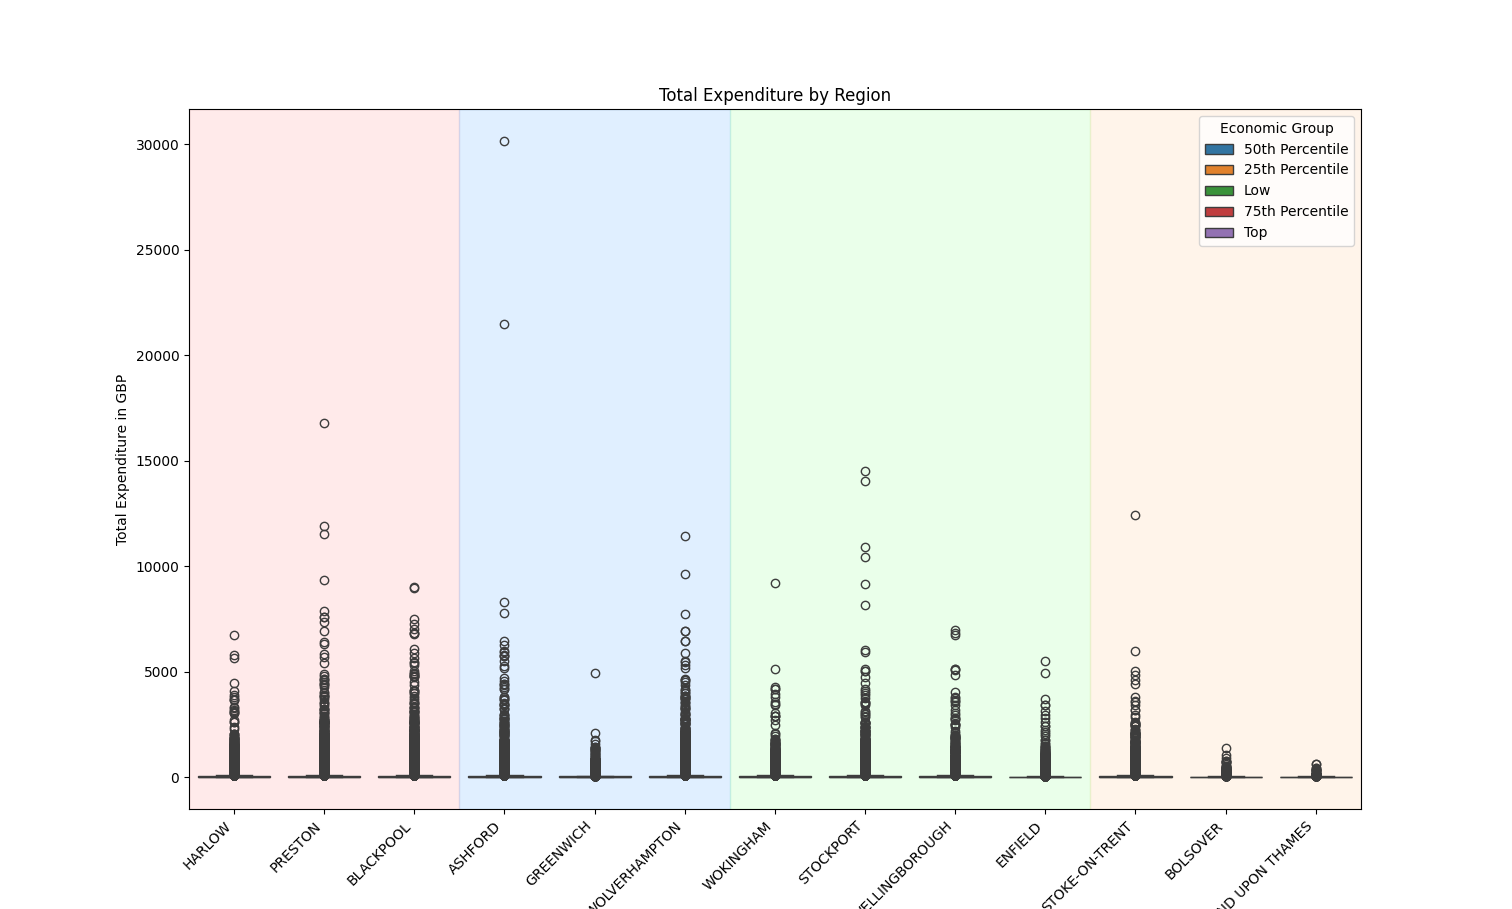 Total Expenditure by Region
Economic Group
50th Percentile
25th Percentile
Low
75th Percentile
Top
Total Expenditure in GBP
30000
25000
20000
15000
10000
5000
0
HARLOW
PRESTON
BLACKPOOL
ASHFORD
GREENWICH
WOLVERHAMPTON
WOKINGHAM
STOCKPORT
ELLINGBOROUGH
ENFIELD
STOKE-ON-TRENT
BOLSOVER
UPON THAMES